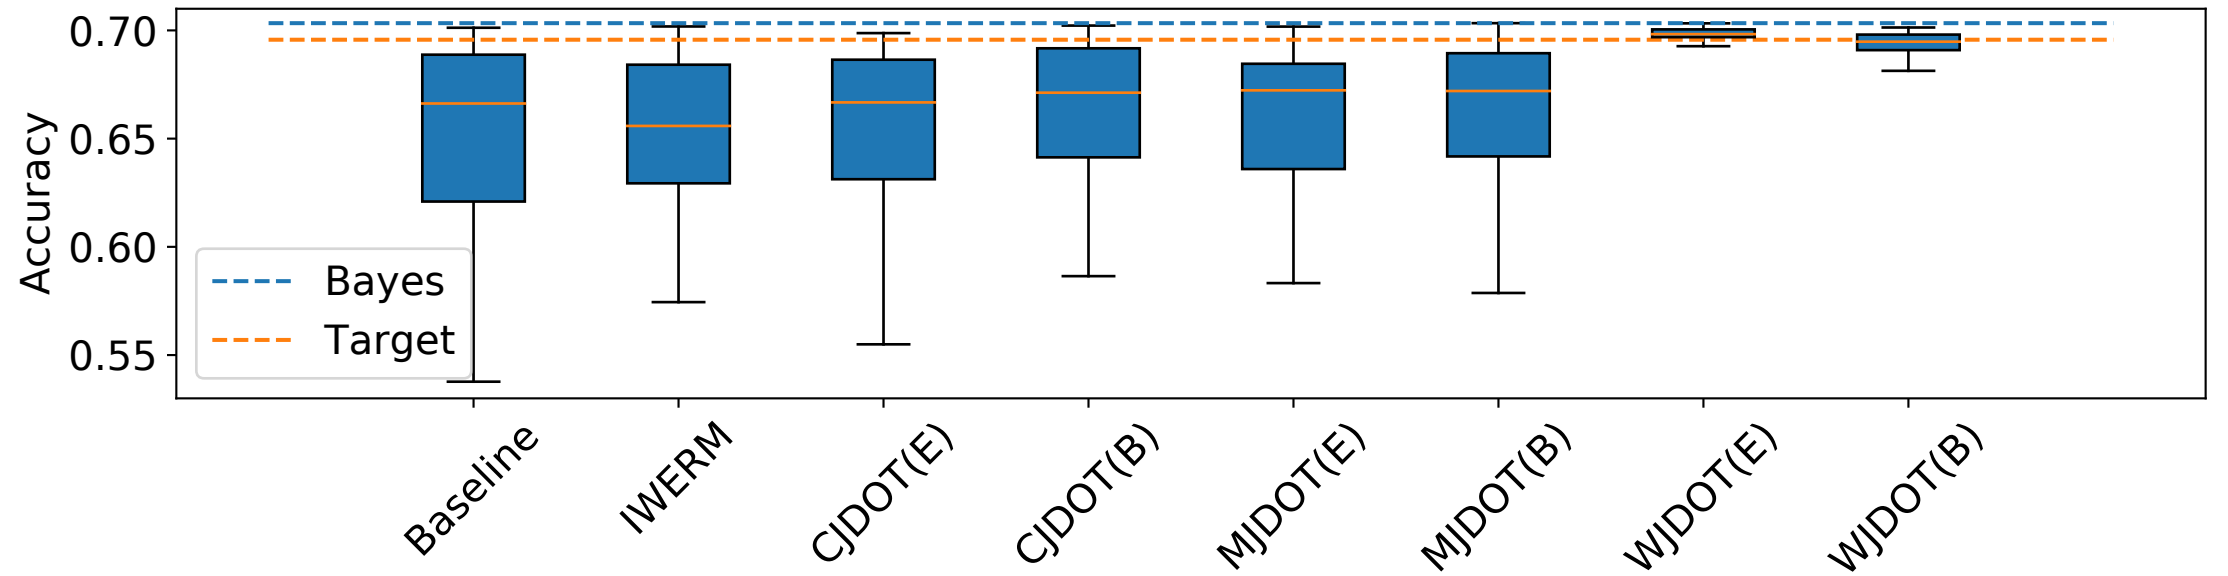 Accuracy
0.70
0.65
0.60
0.55
Bayes
Target
Baseline
IWERM
CJDOT(E)
CJDOT(B)
MJDOT(E)
MJDOT(B)
WJDOT(E)
WJDOT(B)